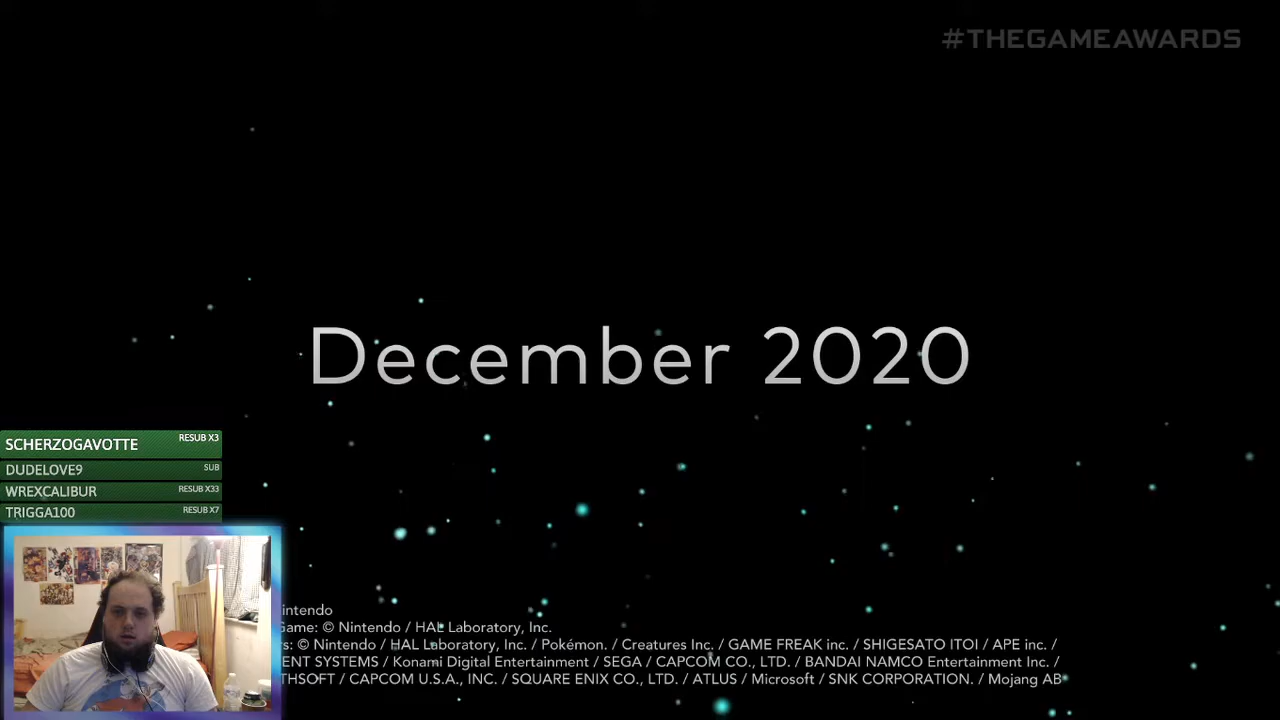 #THEGAMEAWARDS
December 2020
SCHERZOGAVOTTE RESUB X3
DUDELOVE9 SUB
WREXCALIBUR RESUB X33
TRIGGA100 RESUB X7
intendo
Game: © Nintendo / HAL Laboratory, Inc.
s: © Nintendo / HAL Laboratory, Inc. / Pokémon. / Creatures Inc. / GAME FREAK inc. / SHIGESATO ITOI / APE inc. /
ENT SYSTEMS / Konami Digital Entertainment / SEGA / CAPCOM CO., LTD. / BANDAI NAMCO Entertainment Inc. /
THSOFT / CAPCOM U.S.A., INC. / SQUARE ENIX CO., LTD. / ATLUS / Microsoft / SNK CORPORATION. / Mojang AB